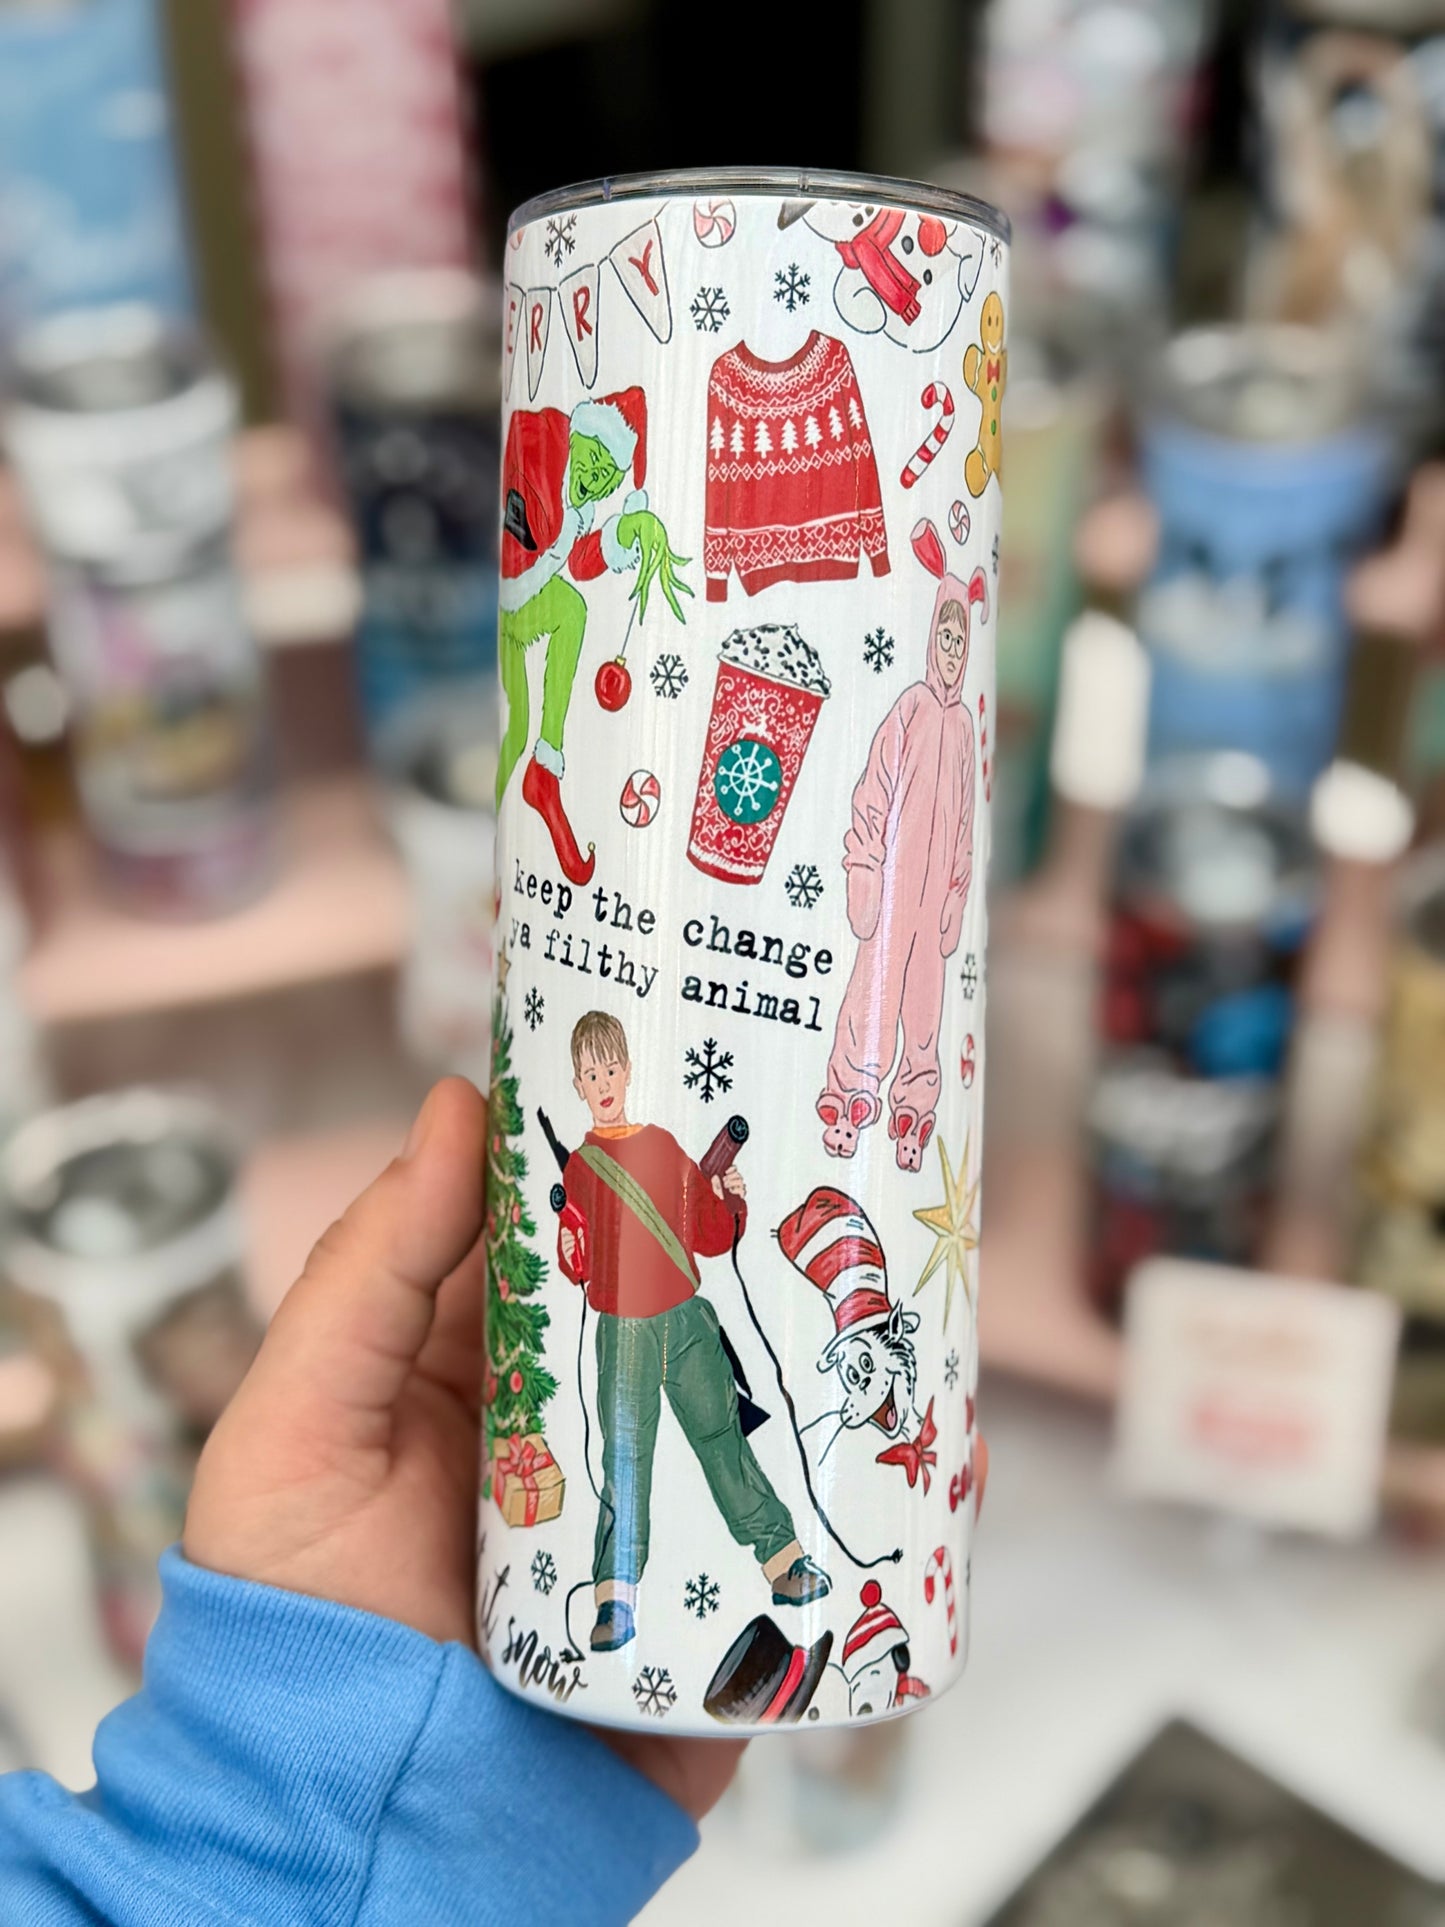 ERRY
keep the change
ya filthy animal
it snow